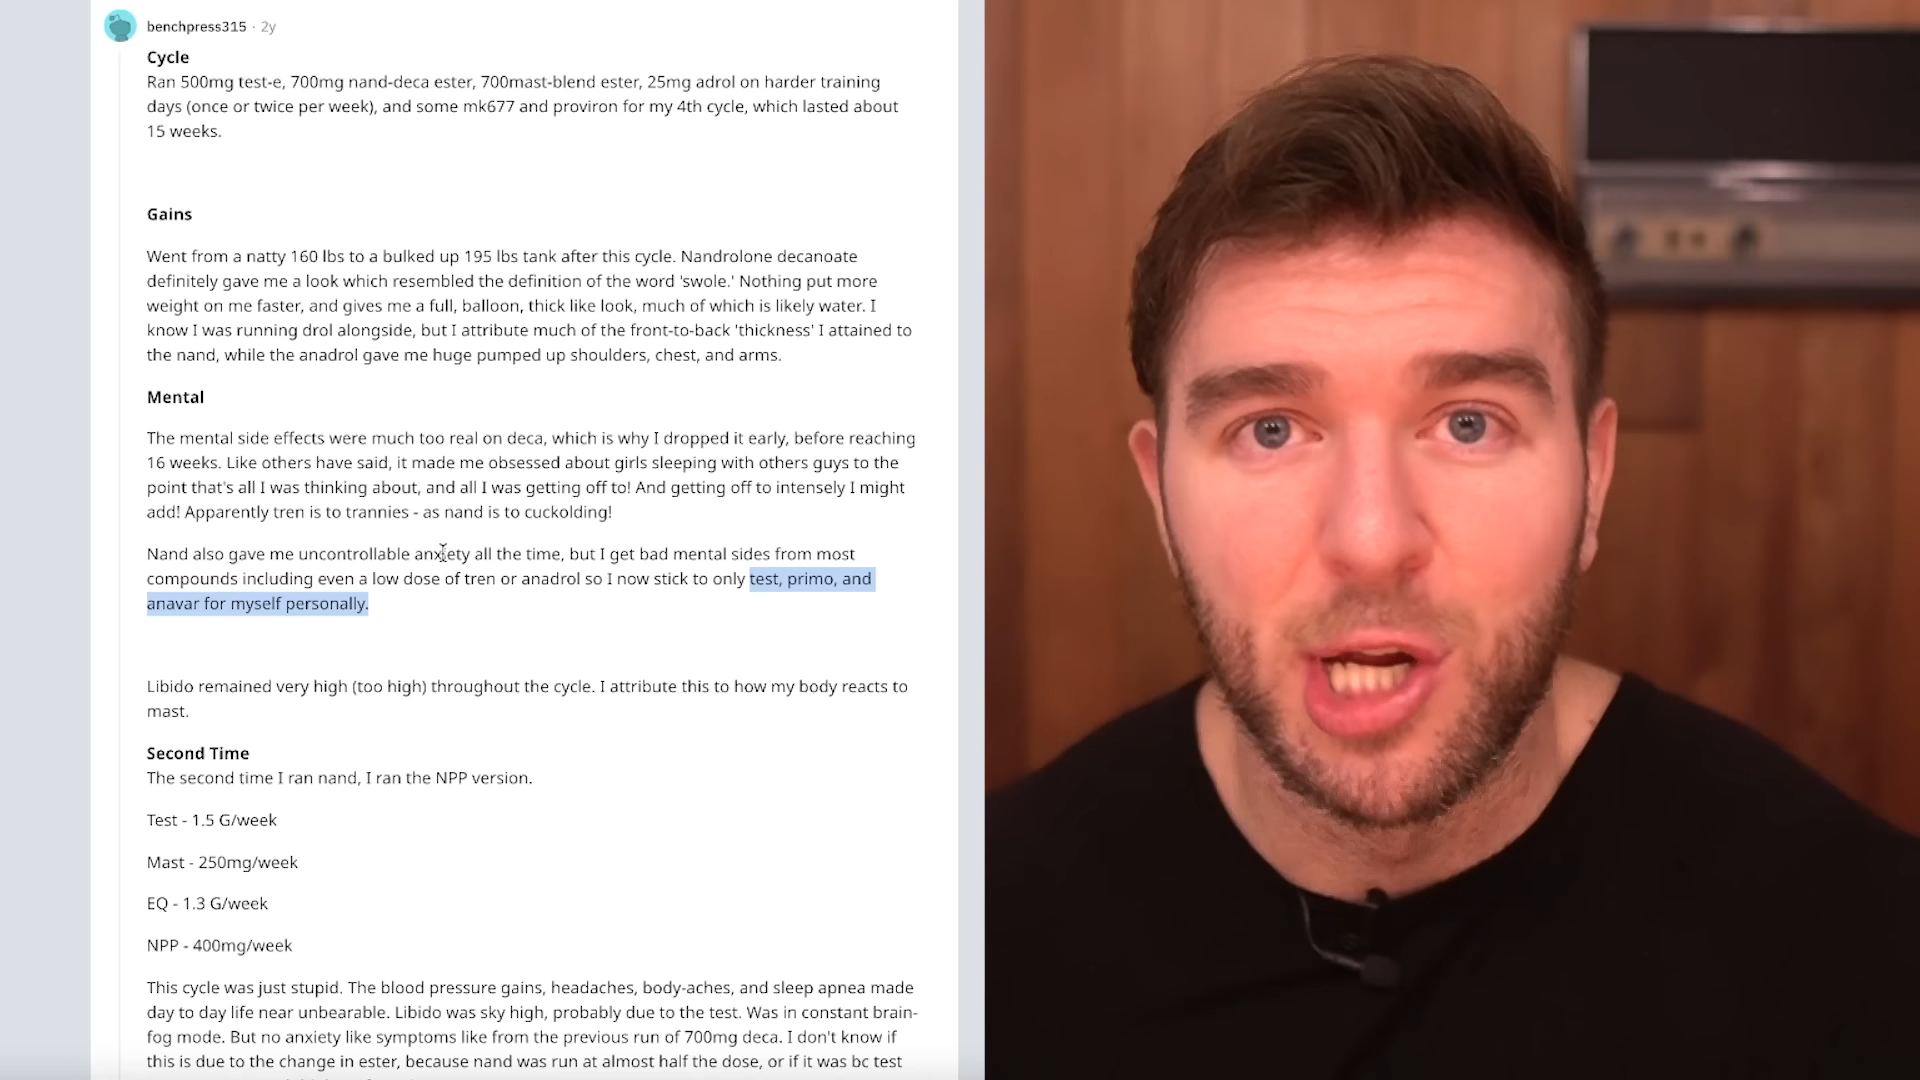 benchpress315 · 2y
Cycle
Ran 500mg test-e, 700mg nand-deca ester, 700mast-blend ester, 25mg adrol on harder training
days (once or twice per week), and some mk677 and proviron for my 4th cycle, which lasted about
15 weeks.
Gains
Went from a natty 160 lbs to a bulked up 195 lbs tank after this cycle. Nandrolone decanoate
definitely gave me a look which resembled the definition of the word 'swole.' Nothing put more
weight on me faster, and gives me a full, balloon, thick like look, much of which is likely water. I
know I was running drol alongside, but I attribute much of the front-to-back 'thickness' I attained to
the nand, while the anadrol gave me huge pumped up shoulders, chest, and arms.
Mental
The mental side effects were much too real on deca, which is why I dropped it early, before reaching
16 weeks. Like others have said, it made me obsessed about girls sleeping with others guys to the
point that's all I was thinking about, and all I was getting off to! And getting off to intensely I might
add! Apparently tren is to trannies - as nand is to cuckolding!
Nand also gave me uncontrollable anxiety all the time, but I get bad mental sides from most
compounds including even a low dose of tren or anadrol so I now stick to only test, primo, and
anavar for myself personally.
Libido remained very high (too high) throughout the cycle. I attribute this to how my body reacts to
mast.
Second Time
The second time I ran nand, I ran the NPP version.
Test - 1.5 G/week
Mast - 250mg/week
EQ - 1.3 G/week
NPP - 400mg/week
This cycle was just stupid. The blood pressure gains, headaches, body-aches, and sleep apnea made
day to day life near unbearable. Libido was sky high, probably due to the test. Was in constant brain-
fog mode. But no anxiety like symptoms like from the previous run of 700mg deca. I don't know if
this is due to the change in ester, because nand was run at almost half the dose, or if it was bc test